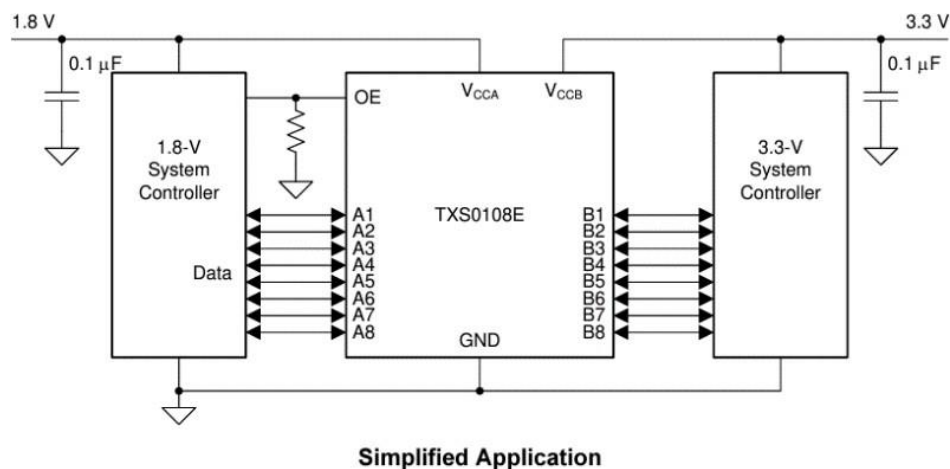 1.8 V
3.3 V
0.1 μF
0.1 μF
OE
V_CCA
V_CCB
1.8-V
System
Controller
3.3-V
System
Controller
TXS0108E
A1
A2
A3
A4
A5
A6
A7
A8
B1
B2
B3
B4
B5
B6
B7
B8
Data
GND
Simplified Application